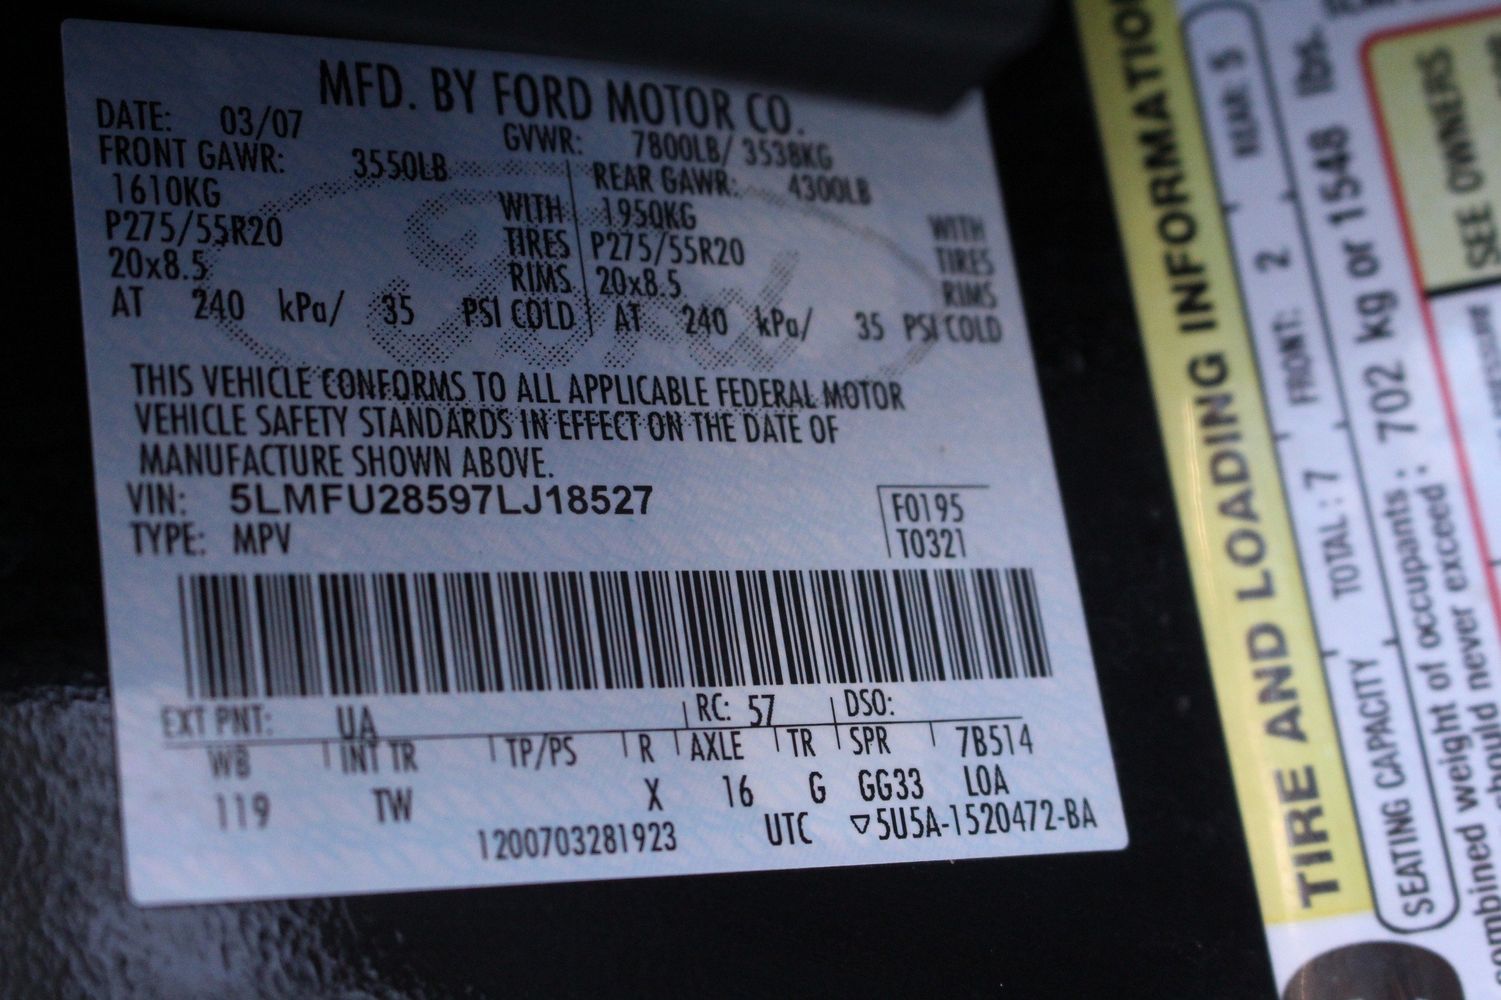 MFD. BY FORD MOTOR CO.
DATE: 03/07 GVWR: 7800LB/ 3538KG
FRONT GAWR: 3550LB REAR GAWR: 4300LB
1610KG WITH 1950KG WITH
P275/55R20 TIRES P275/55R20 TIRES
20x8.5 RIMS 20x8.5 RIMS
AT 240 kPa/ 35 PSI COLD AT 240 kPa/ 35 PSI COLD
Ford
THIS VEHICLE CONFORMS TO ALL APPLICABLE FEDERAL MOTOR
VEHICLE SAFETY STANDARDS IN EFFECT ON THE DATE OF
MANUFACTURE SHOWN ABOVE.
VIN: 5LMFU28597LJ18527 F0195
TYPE: MPV T0321
EXT PNT: UA RC: 57 DSO:
WB INT TR TP/PS R AXLE TR SPR 7B514
119 TW X 16 G GG33 LOA
1200703281923 UTC ▽5U5A-1520472-BA
TIRE AND LOADING INFORMATION
SEATING CAPACITY TOTAL: 7 FRONT: 2 REAR 5
combined weight of occupants: 702 kg or 1548 lbs.
should never exceed
SEE OWNERS